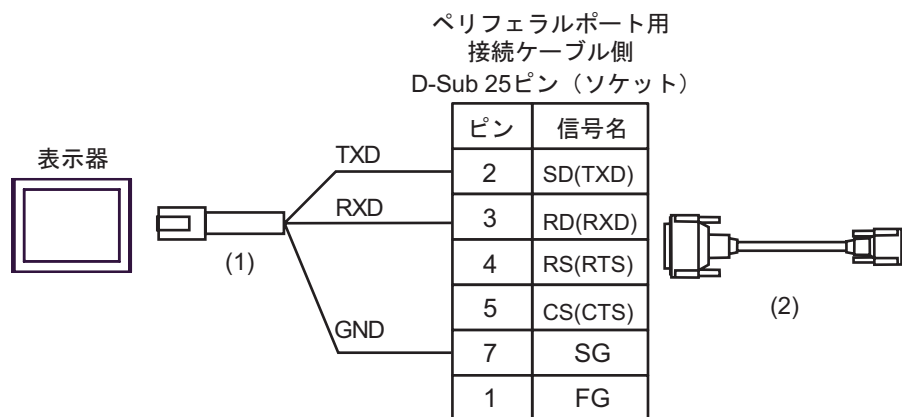 ペリフェラルポート用
接続ケーブル側
D-Sub 25ピン（ソケット）
表示器
(1)
TXD
RXD
GND
ピン 信号名
2 SD(TXD)
3 RD(RXD)
4 RS(RTS)
5 CS(CTS)
7 SG
1 FG
(2)